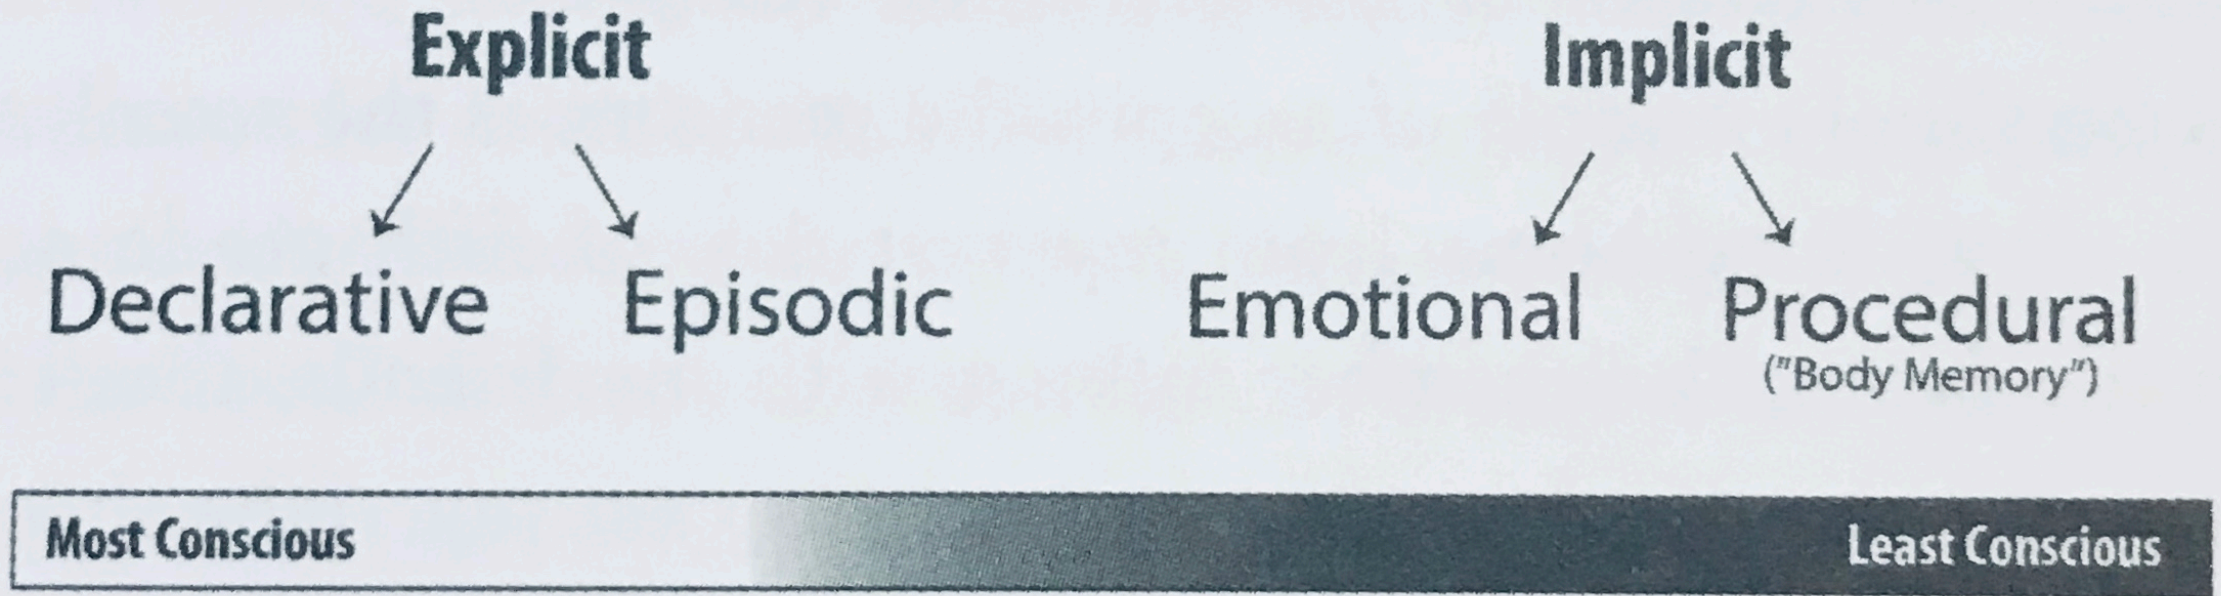 Explicit
Implicit
Declarative
Episodic
Emotional
Procedural
("Body Memory")
Most Conscious
Least Conscious